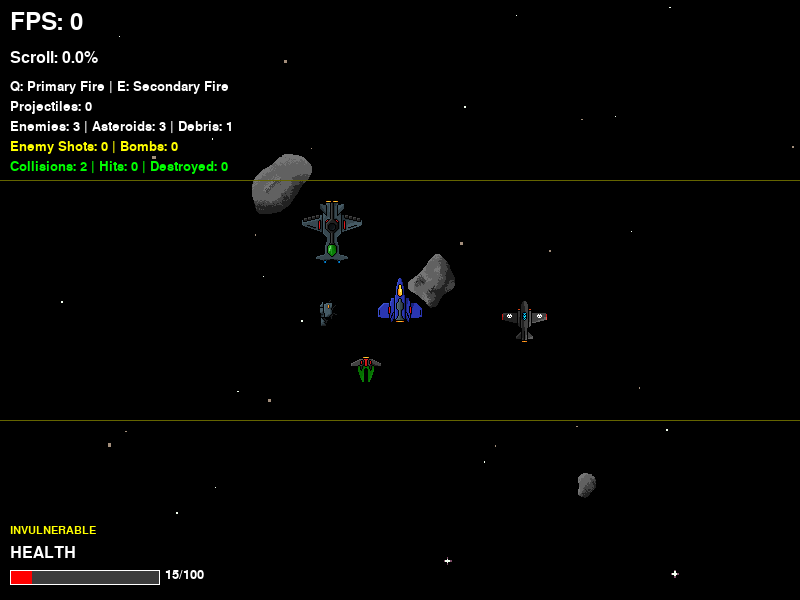 FPS: 0
Scroll: 0.0%
Q: Primary Fire | E: Secondary Fire
Projectiles: 0
Enemies: 3 | Asteroids: 3 | Debris: 1
Enemy Shots: 0 | Bombs: 0
Collisions: 2 | Hits: 0 | Destroyed: 0
INVULNERABLE
HEALTH
15/100